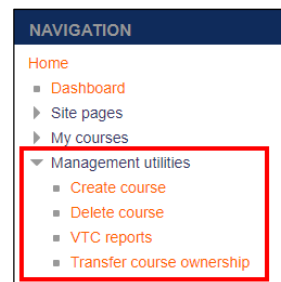 NAVIGATION
Home
Dashboard
Site pages
My courses
Management utilities
Create course
Delete course
VTC reports
Transfer course ownership